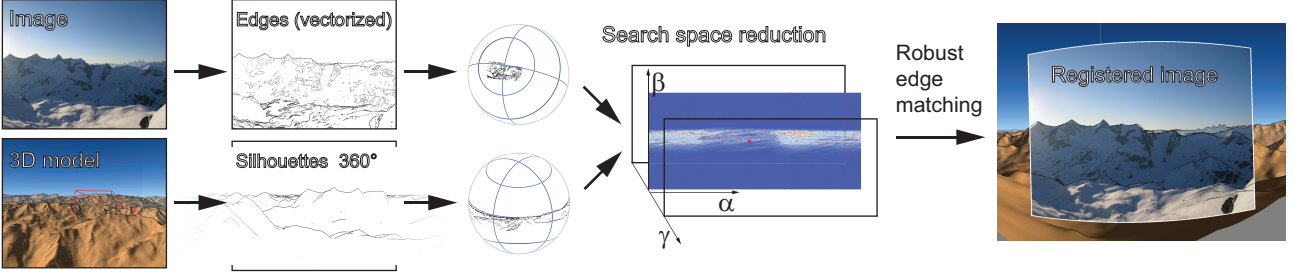 Image
Edges (vectorized)
Search space reduction
β
α
γ
Robust
edge
matching
Registered image
3D model
Silhouettes 360°